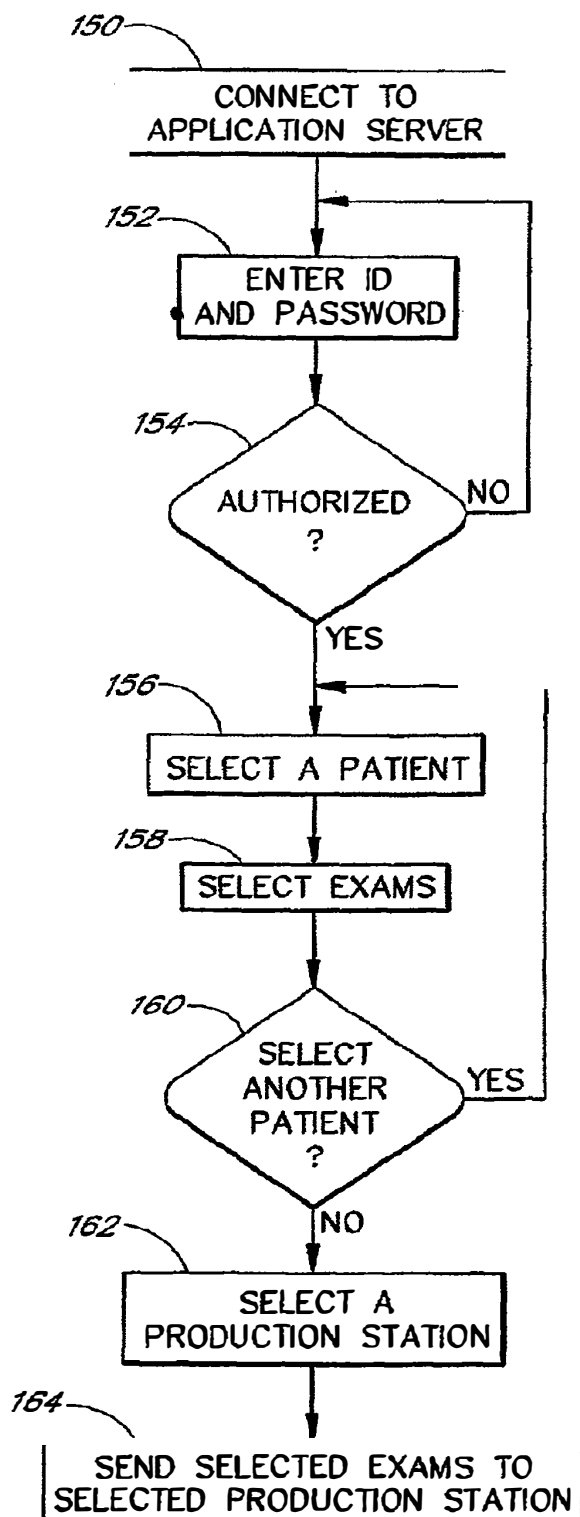 150
CONNECT TO
APPLICATION SERVER
152
ENTER ID
AND PASSWORD
154
AUTHORIZED
?
NO
YES
156
SELECT A PATIENT
158
SELECT EXAMS
160
SELECT
ANOTHER
PATIENT
?
YES
NO
162
SELECT A
PRODUCTION STATION
164
SEND SELECTED EXAMS TO
SELECTED PRODUCTION STATION